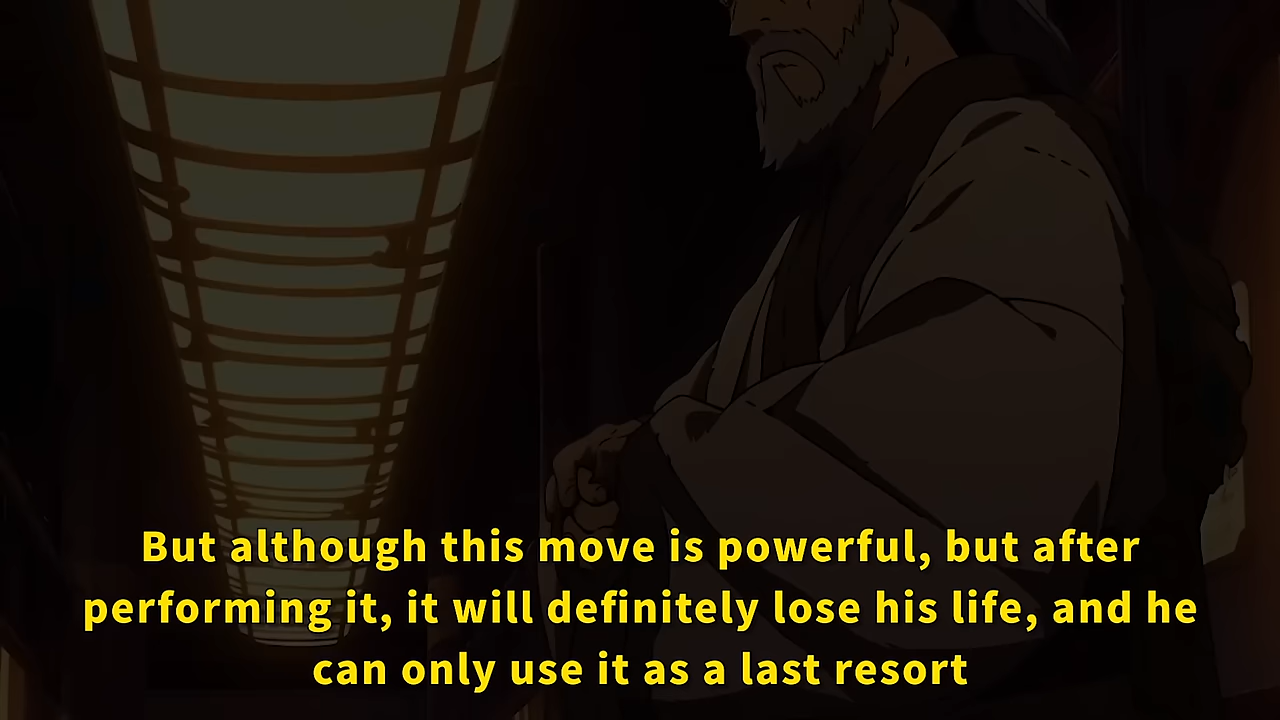 But although this move is powerful, but after
performing it, it will definitely lose his life, and he
can only use it as a last resort